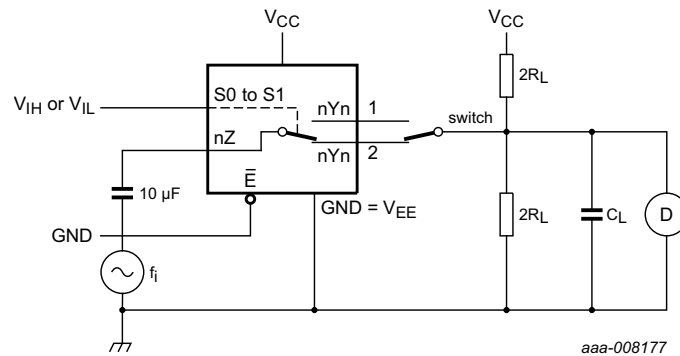 VCC
VCC
VIH or VIL
S0 to S1
nYn 1
2RL
switch
nZ
nYn 2
E̅
10 µF
GND = VEE
2RL
CL
D
GND
fi
aaa-008177